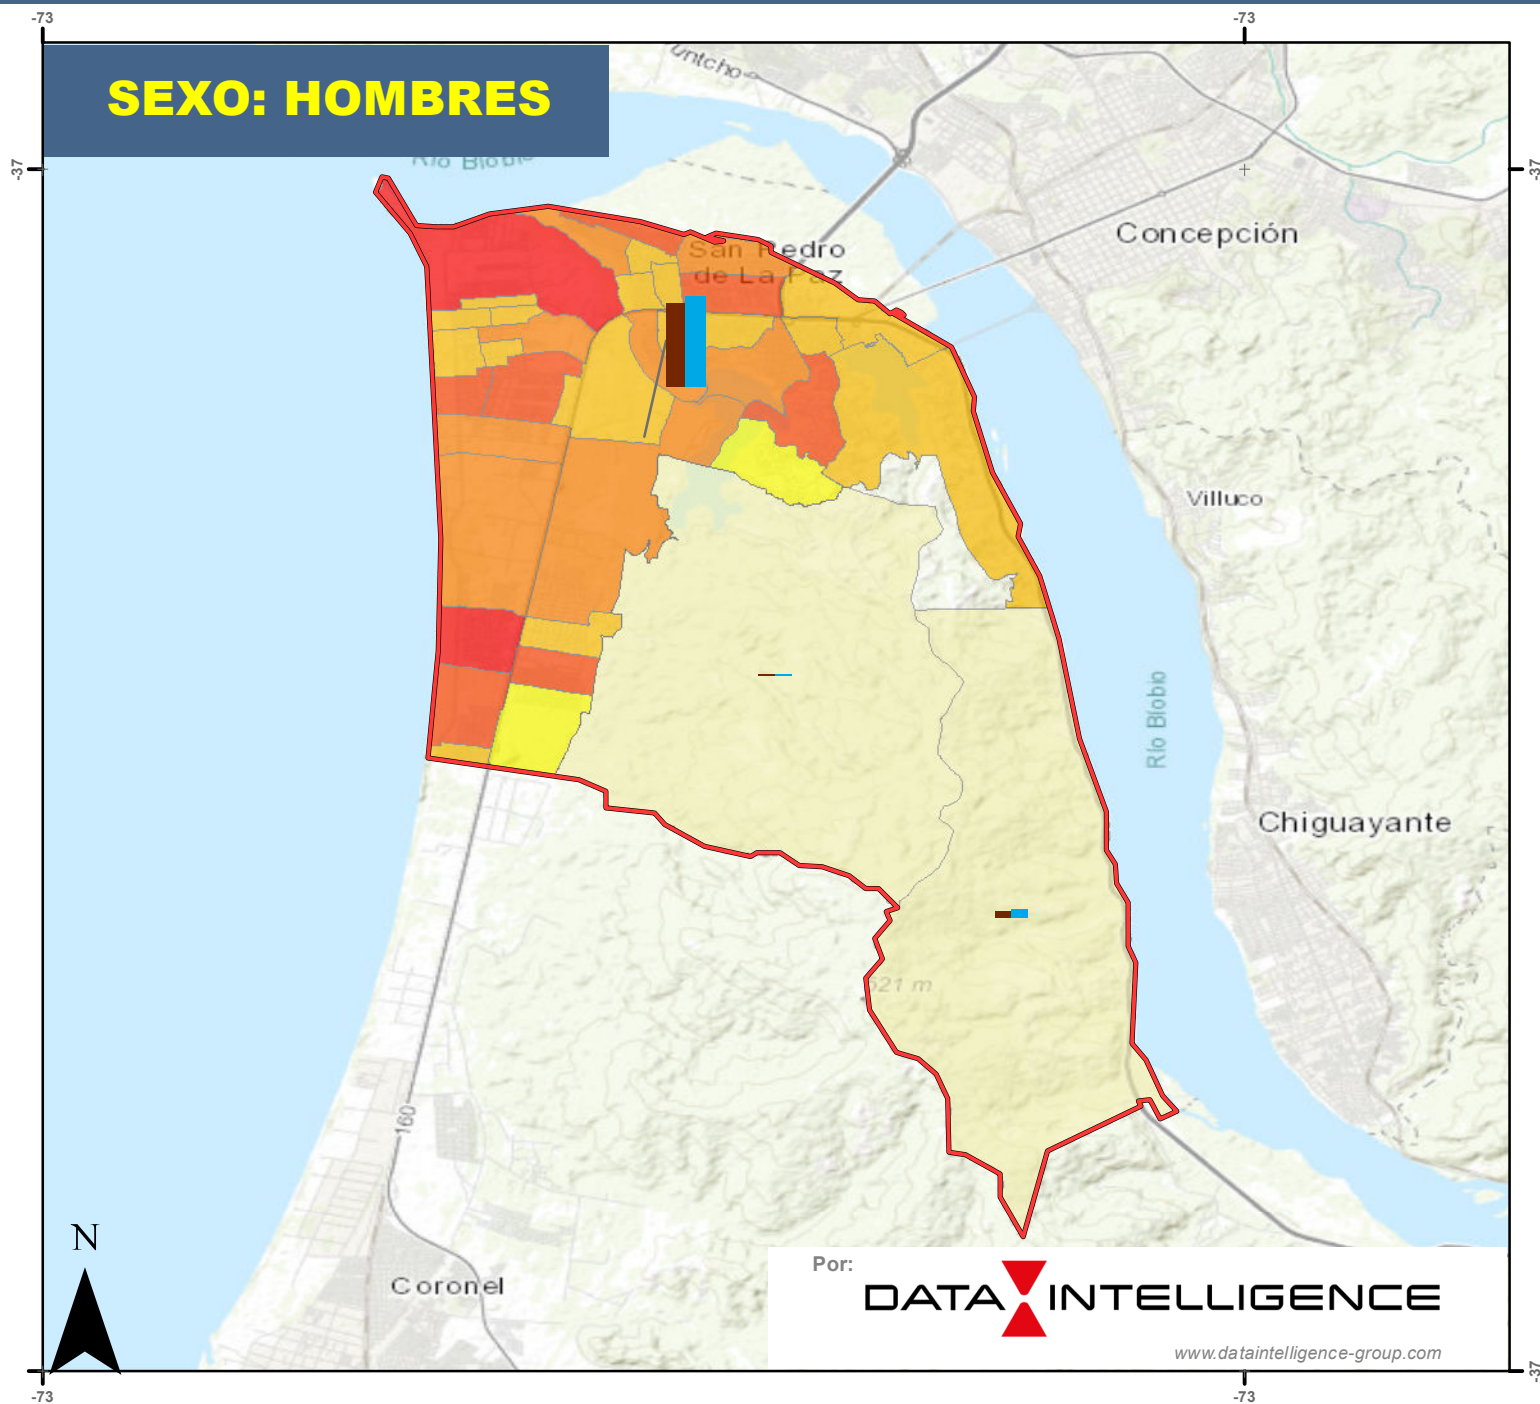 -73
-73
SEXO: HOMBRES
-37
-37
Río Biobío
San Pedro
de La Paz
Concepción
Villuco
Río Biobío
Chiguayante
621 m
160
N
Coronel
Por:
DATA INTELLIGENCE
www.dataintelligence-group.com
-37
-73
-73